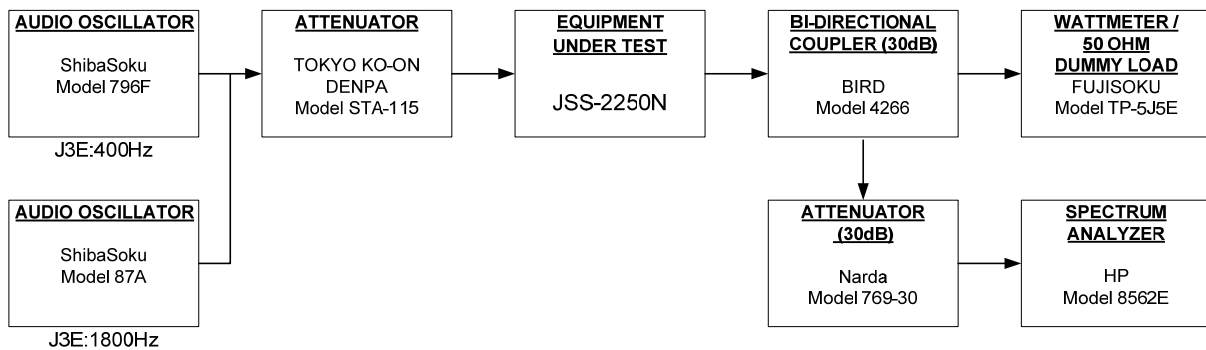 AUDIO OSCILLATOR
ShibaSoku
Model 796F
J3E:400Hz
ATTENUATOR
TOKYO KO-ON
DENPA
Model STA-115
EQUIPMENT
UNDER TEST
JSS-2250N
BI-DIRECTIONAL
COUPLER (30dB)
BIRD
Model 4266
WATTMETER /
50 OHM
DUMMY LOAD
FUJISOKU
Model TP-5J5E
AUDIO OSCILLATOR
ShibaSoku
Model 87A
J3E:1800Hz
ATTENUATOR
(30dB)
Narda
Model 769-30
SPECTRUM
ANALYZER
HP
Model 8562E